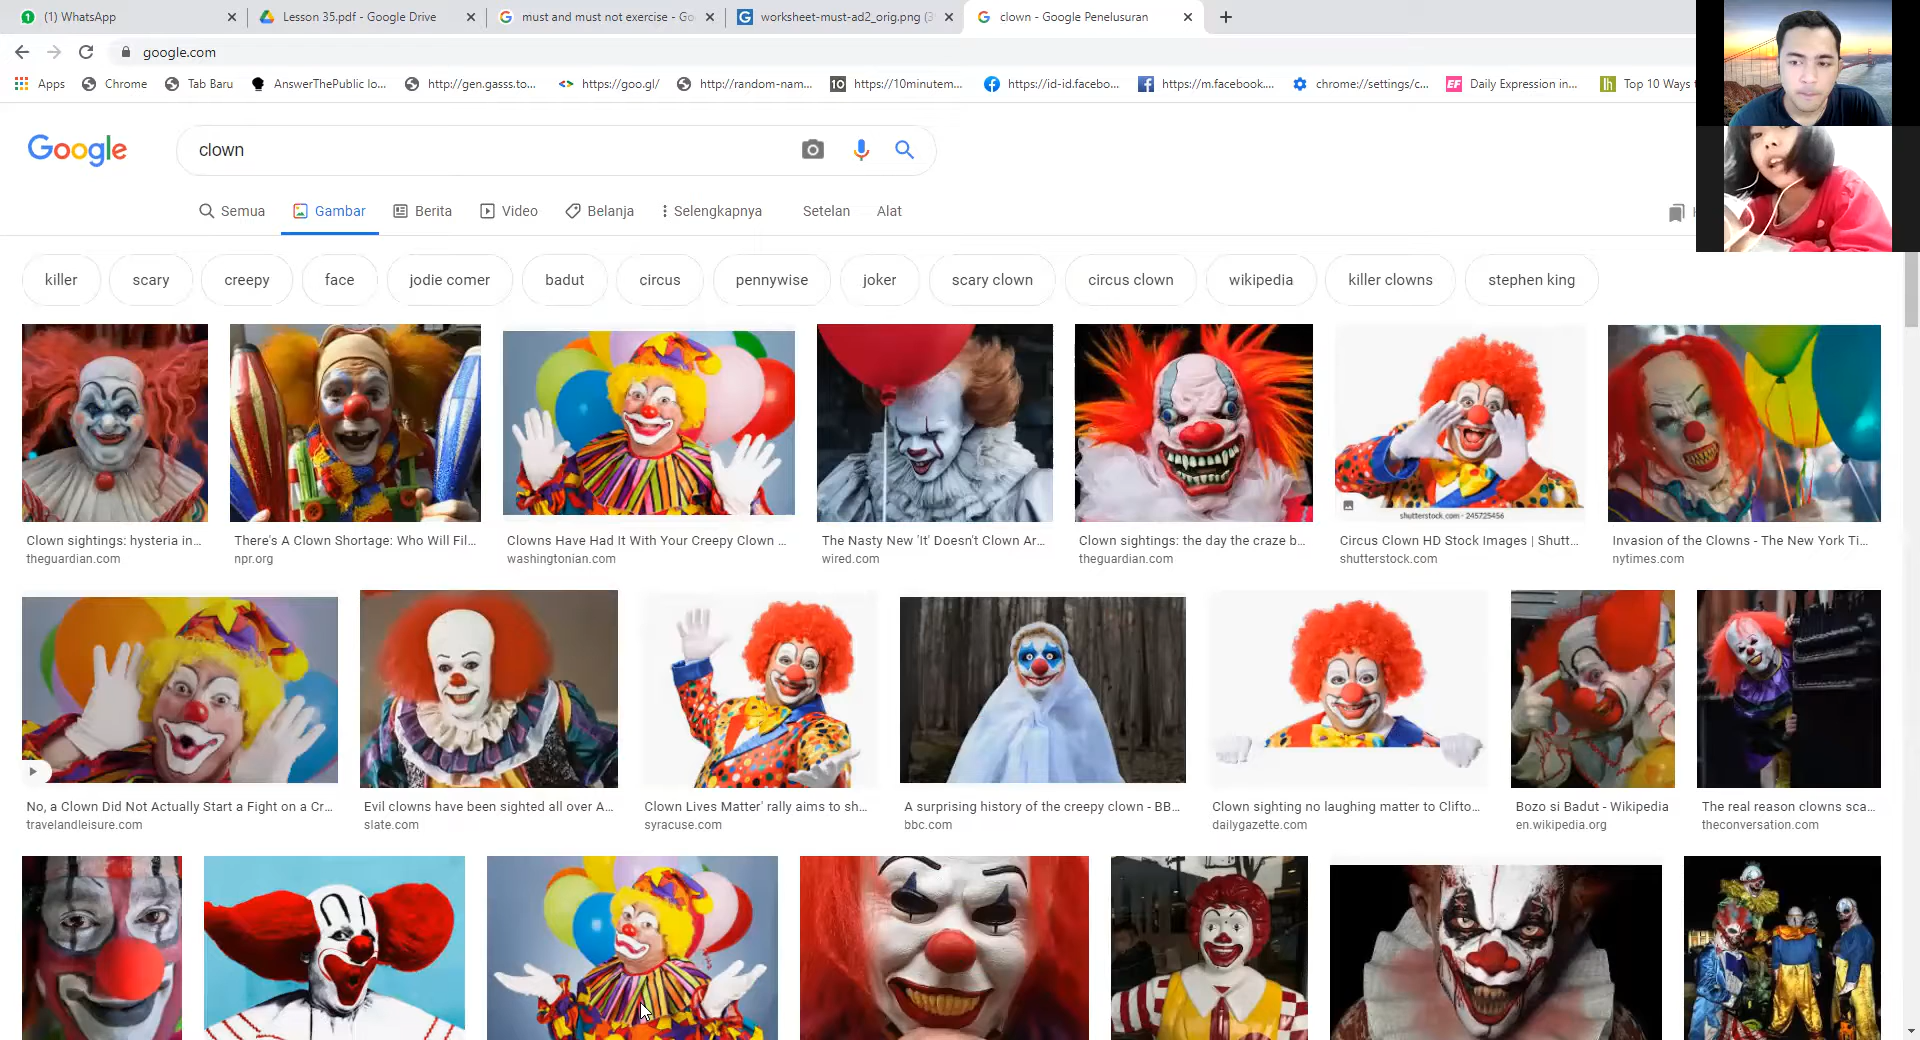 (1) WhatsApp
Lesson 35.pdf - Google Drive
must and must not exercise - Go
worksheet-must-ad2_orig.png (3
clown - Google Penelusuran
google.com
Apps
Chrome
Tab Baru
AnswerThePublic lo...
http://gen.gasss.to...
https://goo.gl/
http://random-nam...
10
https://10minutem...
https://id-id.facebo...
https://m.facebook....
chrome://settings/c...
EF
Daily Expression in...
lh
Top 10 Ways
Google
clown
Semua
Gambar
Berita
Video
Belanja
Selengkapnya
Setelan
Alat
killer
scary
creepy
face
jodie comer
badut
circus
pennywise
joker
scary clown
circus clown
wikipedia
killer clowns
stephen king
shutterstock.com - 245725456
Clown sightings: hysteria in...
theguardian.com
There's A Clown Shortage: Who Will Fil...
npr.org
Clowns Have Had It With Your Creepy Clown ...
washingtonian.com
The Nasty New 'It' Doesn't Clown Ar...
wired.com
Clown sightings: the day the craze b...
theguardian.com
Circus Clown HD Stock Images | Shutt...
shutterstock.com
Invasion of the Clowns - The New York Ti...
nytimes.com
No, a Clown Did Not Actually Start a Fight on a Cr...
travelandleisure.com
Evil clowns have been sighted all over A...
slate.com
Clown Lives Matter' rally aims to sh...
syracuse.com
A surprising history of the creepy clown - BB...
bbc.com
Clown sighting no laughing matter to Clifto...
dailygazette.com
Bozo si Badut - Wikipedia
en.wikipedia.org
The real reason clowns sca...
theconversation.com